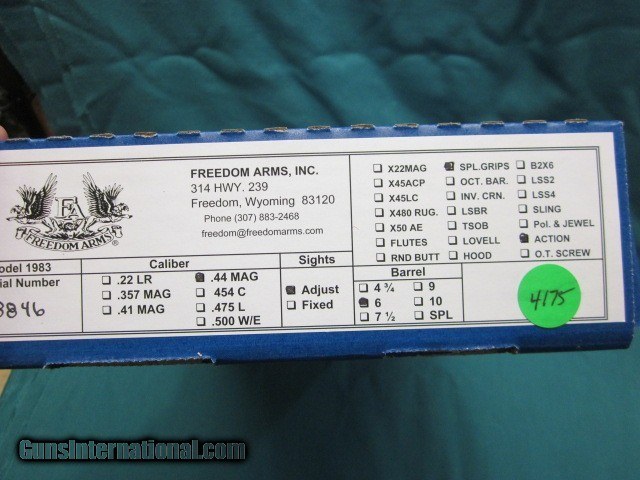 FA
FREEDOM ARMS®
FREEDOM ARMS, INC.
314 HWY. 239
Freedom, Wyoming 83120
Phone (307) 883-2468
freedom@freedomarms.com
X22MAG
X45ACP
X45LC
X480 RUG.
X50 AE
FLUTES
RND BUTT
SPL.GRIPS
OCT. BAR.
INV. CRN.
LSBR
TSOB
LOVELL
HOOD
B2X6
LSS2
LSS4
SLING
Pol. & JEWEL
ACTION
O.T. SCREW
odel 1983
ial Number
8846
Caliber
.22 LR
.357 MAG
.41 MAG
.44 MAG
454 C
.475 L
.500 W/E
Sights
Adjust
Fixed
Barrel
4 ¾
6
7 ½
9
10
SPL
4175
GunsInternational.com